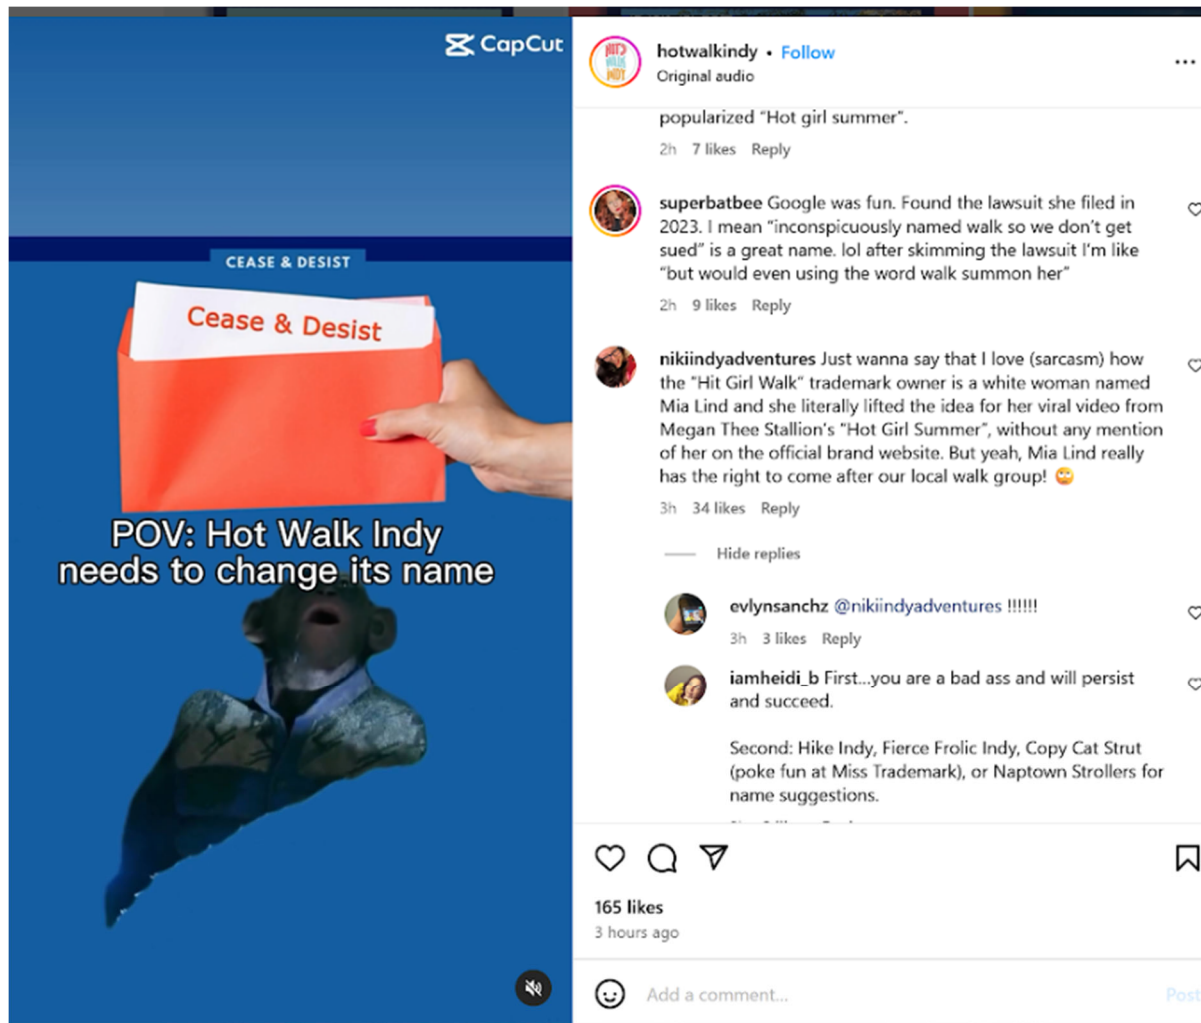 CapCut
CEASE & DESIST
Cease & Desist
POV: Hot Walk Indy
needs to change its name
HOT
WALK
INDY
hotwalkindy • Follow
Original audio
popularized “Hot girl summer”.
2h 7 likes Reply
superbatbee Google was fun. Found the lawsuit she filed in
2023. I mean “inconspicuously named walk so we don’t get
sued” is a great name. lol after skimming the lawsuit I’m like
“but would even using the word walk summon her”
2h 9 likes Reply
nikiindyadventures Just wanna say that I love (sarcasm) how
the “Hit Girl Walk” trademark owner is a white woman named
Mia Lind and she literally lifted the idea for her viral video from
Megan Thee Stallion’s “Hot Girl Summer”, without any mention
of her on the official brand website. But yeah, Mia Lind really
has the right to come after our local walk group! 🙄
3h 34 likes Reply
Hide replies
evlynsanchz @nikiindyadventures !!!!!!
3h 3 likes Reply
iamheidi_b First...you are a bad ass and will persist
and succeed.
Second: Hike Indy, Fierce Frolic Indy, Copy Cat Strut
(poke fun at Miss Trademark), or Naptown Strollers for
name suggestions.
165 likes
3 hours ago
Add a comment...
Post